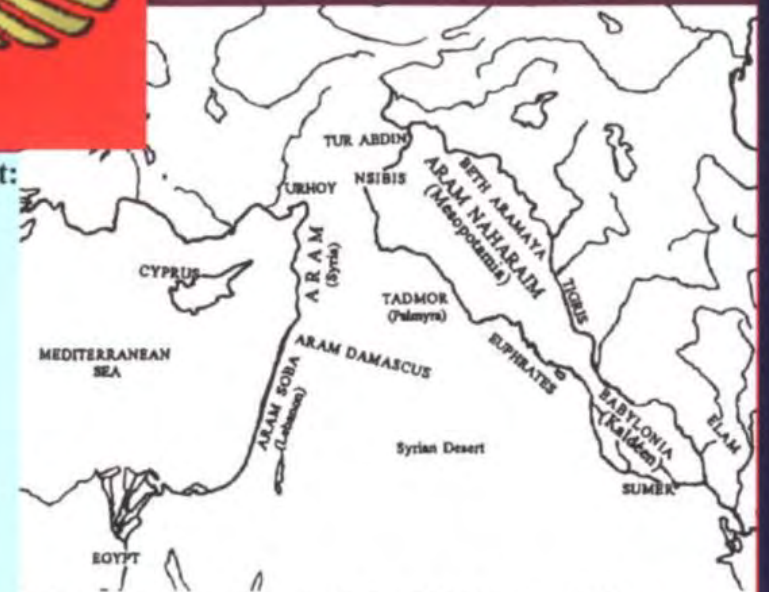 t:
TUR ABDIN
URHOY
NSIBIS
BETH ARAMAYA
ARAM NAHARAIM
(Mesopotamia)
ARAM
(Syria)
CYPRUS
TADMOR
(Palmyra)
TIGRIS
MEDITERRANEAN
SEA
ARAM DAMASCUS
EUPHRATES
ARAM SOBA
(Lebanon)
BABYLONIA
(Kaldéen)
ELAM
Syrian Desert
SUMER
EGYPT